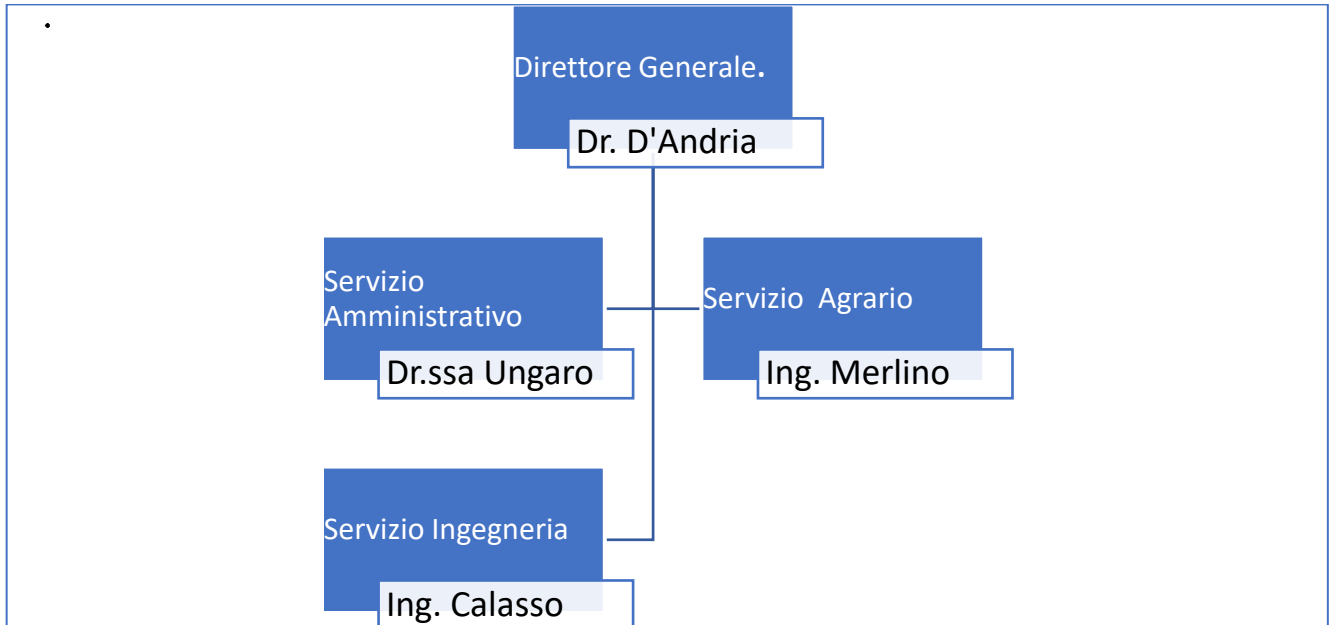 .
Direttore Generale.
Dr. D'Andria
Servizio
Amministrativo
Dr.ssa Ungaro
Servizio Agrario
Ing. Merlino
Servizio Ingegneria
Ing. Calasso